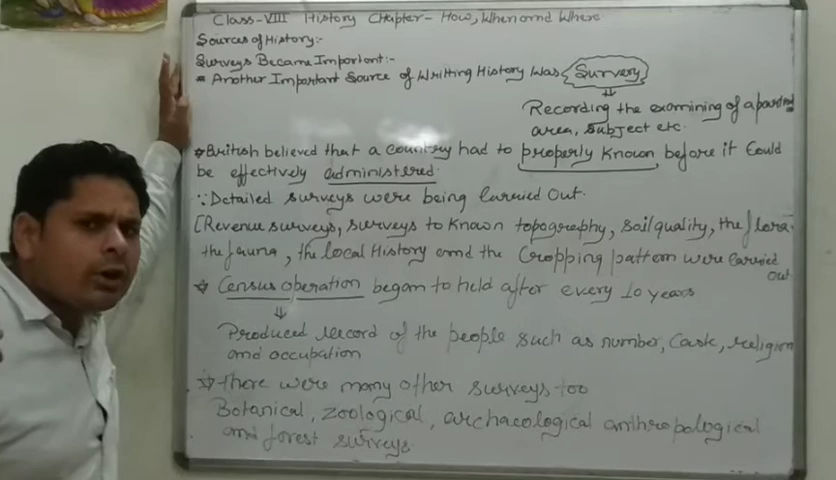 Class-VIII History Chapter- How, When and Where
Sources of History:-
Surveys Became Important:-
* Another Important Source of Writting History Was Survey
Recording the examining of a
area, subject etc.
* British believed that a country had to properly known before it Could
be effectively administered.
∵ Detailed surveys were being Carried Out.
[Revenue surveys, surveys to Known topography, soil quality, the flora
the fauna, the local History and the Cropping pattern were Carried
Out
* Census operation began to held after every 10 years
Produced record of the people such as number, Caste, religion
and occupation
* There were many other surveys too
Botanical, zoological, archacological anthropological
and forest surveys.